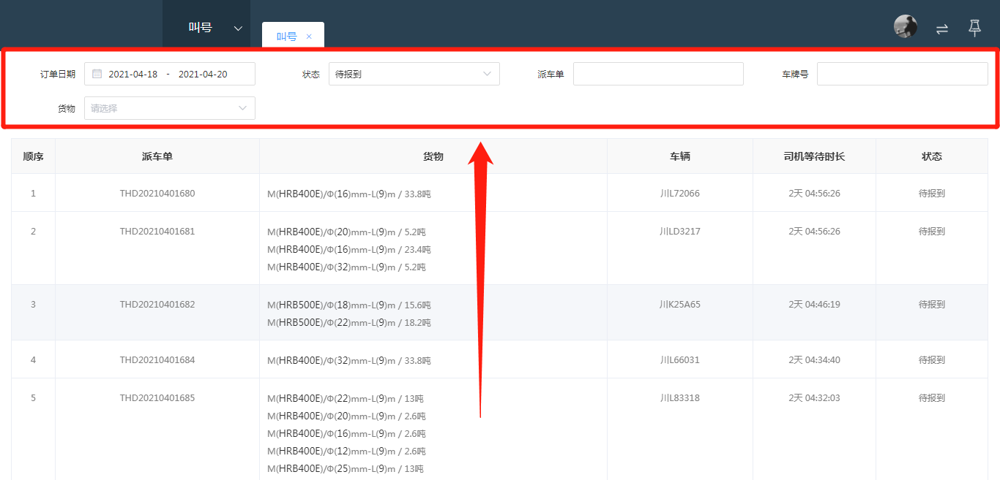 叫号
叫号 ×
订单日期 2021-04-18 - 2021-04-20 状态 待报到 派车单 车牌号
货物 请选择
顺序 派车单 货物 车辆 司机等待时长 状态
1 THD20210401680 M(HRB400E)/Φ(16)mm-L(9)m / 33.8吨 川L72066 2天 04:56:26 待报到
2 THD20210401681 M(HRB400E)/Φ(20)mm-L(9)m / 5.2吨 川LD3217 2天 04:56:26 待报到
M(HRB400E)/Φ(16)mm-L(9)m / 23.4吨
M(HRB400E)/Φ(32)mm-L(9)m / 5.2吨
3 THD20210401682 M(HRB500E)/Φ(18)mm-L(9)m / 15.6吨 川K25A65 2天 04:46:19 待报到
M(HRB500E)/Φ(22)mm-L(9)m / 18.2吨
4 THD20210401684 M(HRB400E)/Φ(32)mm-L(9)m / 33.8吨 川L66031 2天 04:34:40 待报到
5 THD20210401685 M(HRB400E)/Φ(22)mm-L(9)m / 13吨 川L83318 2天 04:32:03 待报到
M(HRB400E)/Φ(20)mm-L(9)m / 2.6吨
M(HRB400E)/Φ(16)mm-L(9)m / 2.6吨
M(HRB400E)/Φ(12)mm-L(9)m / 2.6吨
M(HRB400E)/Φ(25)mm-L(9)m / 13吨